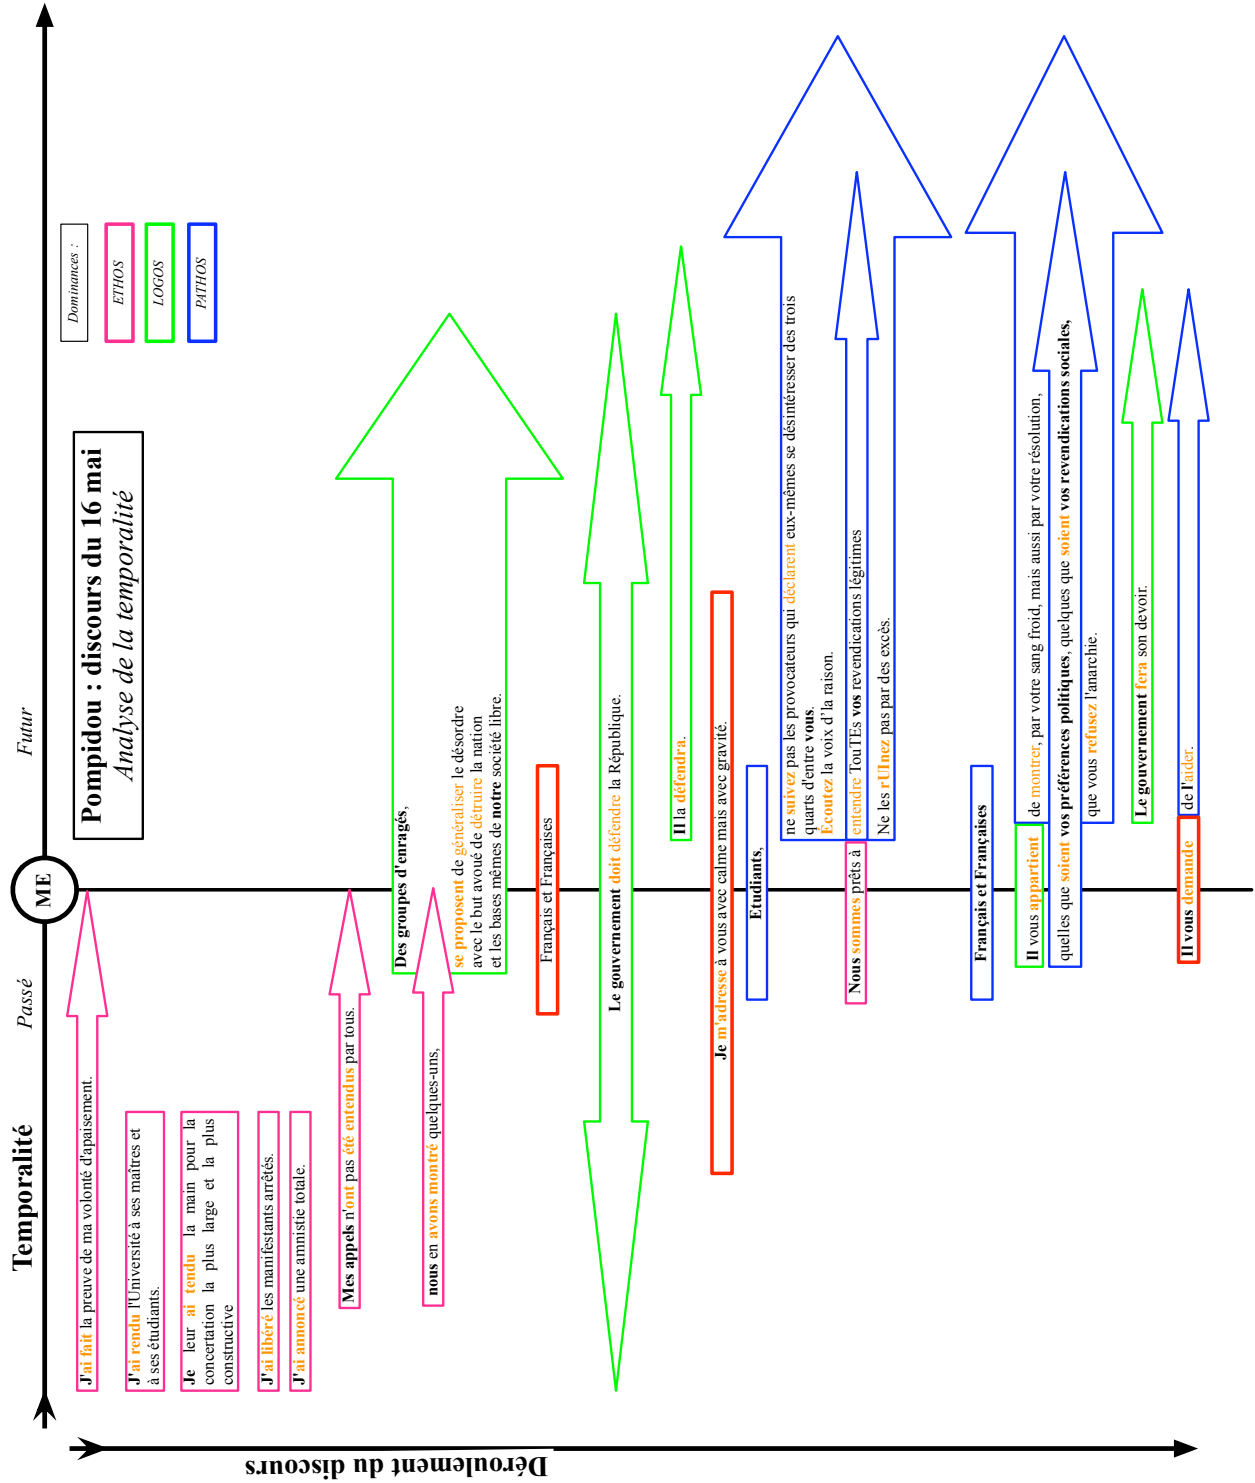 Temporalité
Passé
Futur
ME
Pompidou : discours du 16 mai
Analyse de la temporalité
Dominances :
ETHOS
LOGOS
PATHOS
Déroulement du discours
J'ai fait la preuve de ma volonté d'apaisement.
J'ai rendu l'Université à ses maîtres et
à ses étudiants.
Je leur ai tendu la main pour la
concertation la plus large et la plus
constructive
J'ai libéré les manifestants arrêtés.
J'ai annoncé une amnistie totale.
Mes appels n'ont pas été entendus par tous.
Des groupes d'enragés,
nous en avons montré quelques-uns,
se proposent de généraliser le désordre
avec le but avoué de détruire la nation
et les bases mêmes de notre société libre.
Français et Françaises
Le gouvernement doit défendre la République.
Il la défendra.
Je m'adresse à vous avec calme mais avec gravité.
Etudiants,
ne suivez pas les provocateurs qui déclarent eux-mêmes se désintéresser des trois
quarts d'entre vous.
Écoutez la voix d'la raison.
Nous sommes prêts à entendre TouTEs vos revendications légitimes
Ne les rUInez pas par des excès.
Français et Françaises
Il vous appartient de montrer, par votre sang froid, mais aussi par votre résolution,
quelles que soient vos préférences politiques, quelques que soient vos revendications sociales,
que vous refusez l'anarchie.
Le gouvernement fera son devoir.
Il vous demande de l'aider.